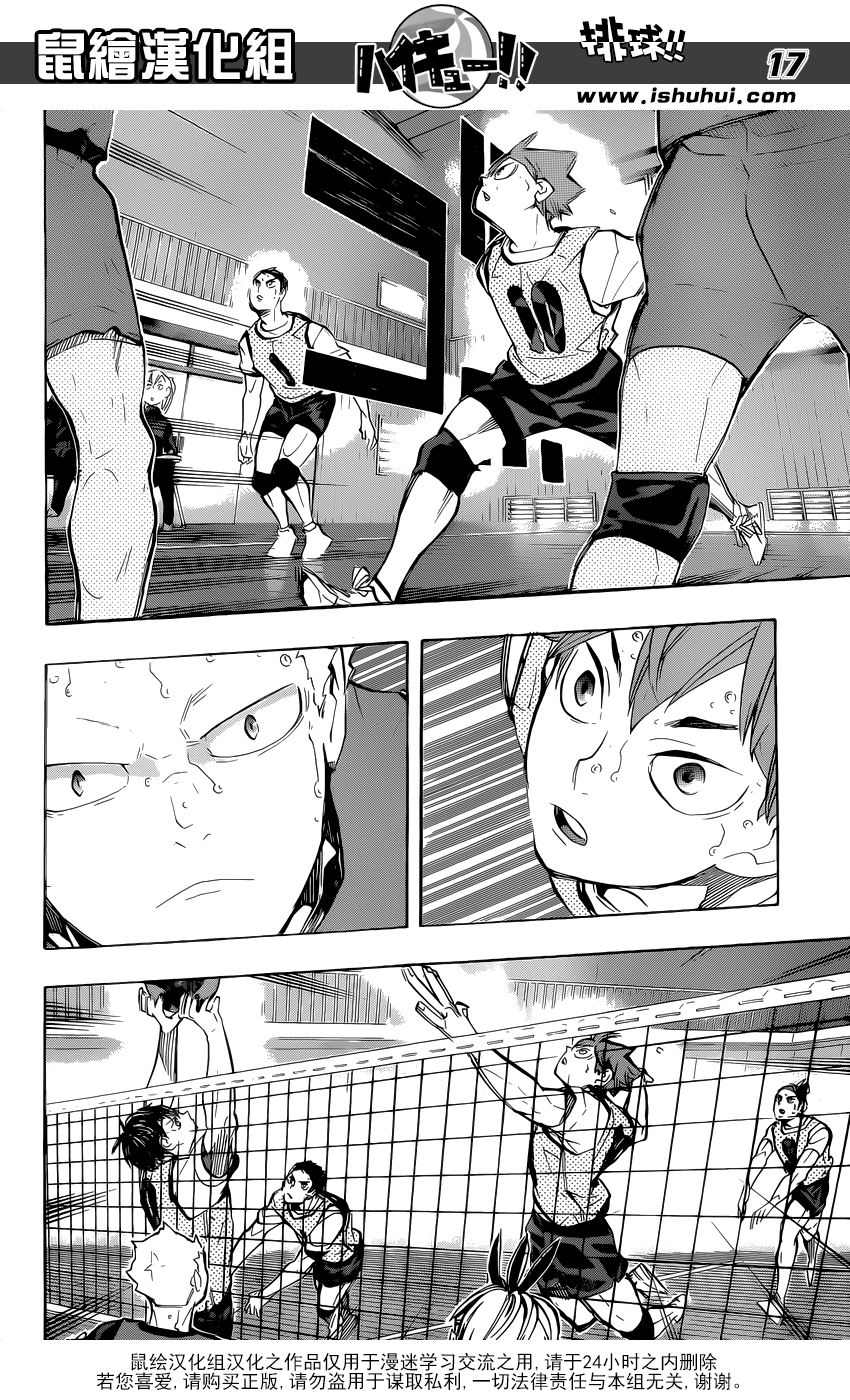 鼠繪漢化組
ハイキュー!!
排球!!
17
www.ishuhui.com
鼠绘汉化组汉化之作品仅用于漫迷学习交流之用,请于24小时之内删除
若您喜爱,请购买正版,请勿盗用于谋取私利,一切法律责任与本组无关,谢谢。